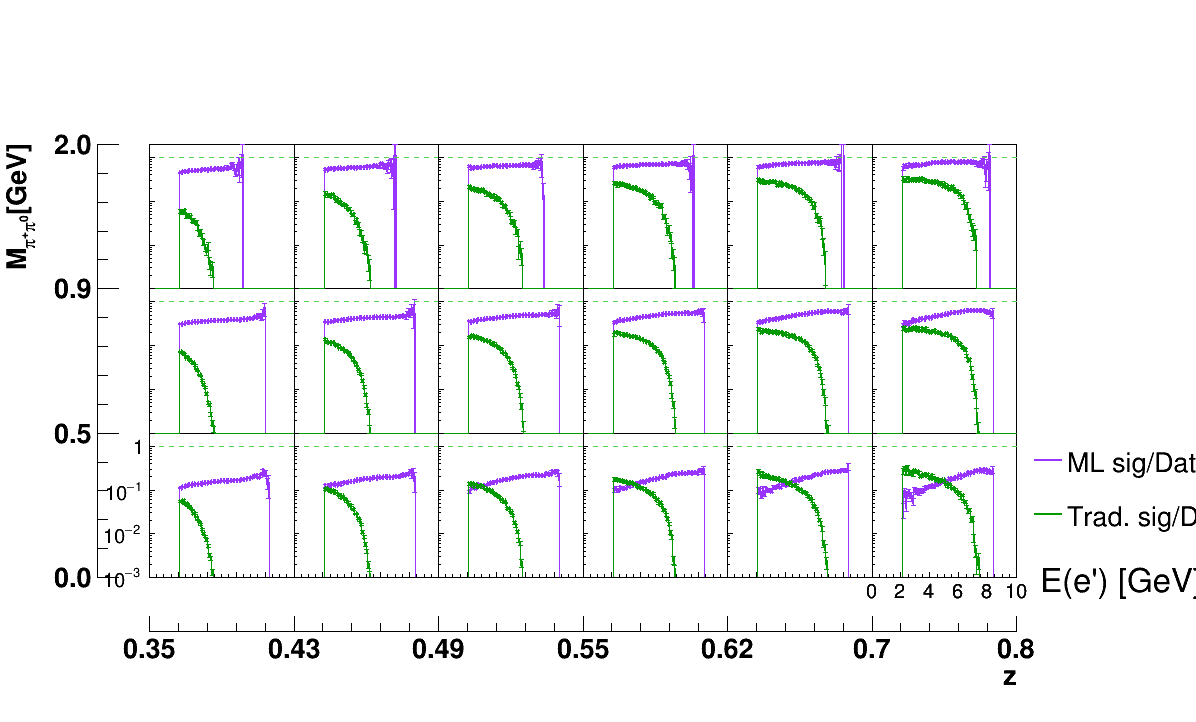 2.0
M_{π⁺π⁰}[GeV]
0.9
0.5
1
10⁻¹
ML sig/Dat
Trad. sig/D
10⁻²
0.0
10⁻³
0 2 4 6 8 10
E(e') [GeV]
0.35 0.43 0.49 0.55 0.62 0.7 0.8
z